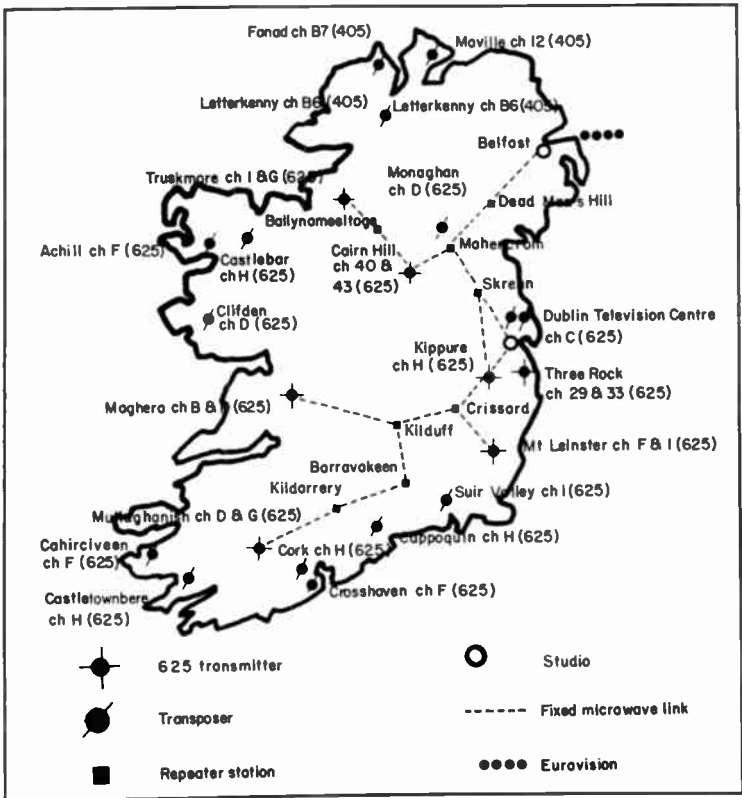 Fanad ch B7 (405)
Moville ch 12 (405)
Letterkenny ch B6 (405)
Letterkenny ch B6 (405)
Belfast
Monaghan
ch D (625)
Truskmore ch I & G (625)
Dead Man's Hill
Ballynameeltoge
Mahercrom
Cairn Hill
ch 40 &
43 (625)
Achill ch F (625)
Castlebar
ch H (625)
Skreen
Clifden
ch D (625)
Dublin Television Centre
ch C (625)
Kippure
ch H (625)
Three Rock
ch 29 & 33 (625)
Maghera ch B & (625)
Crissard
Kilduff
Mt Leinster ch F & I (625)
Barravakeen
Kildorrery
Suir Valley ch I (625)
Mullaghanish ch D & G (625)
Cappoquin ch H (625)
Cork ch H (625)
Cahirciveen
ch F (625)
Crosshaven ch F (625)
Castletownbere
ch H (625)
625 transmitter
Studio
Transposer
Fixed microwave link
Repeater station
Eurovision